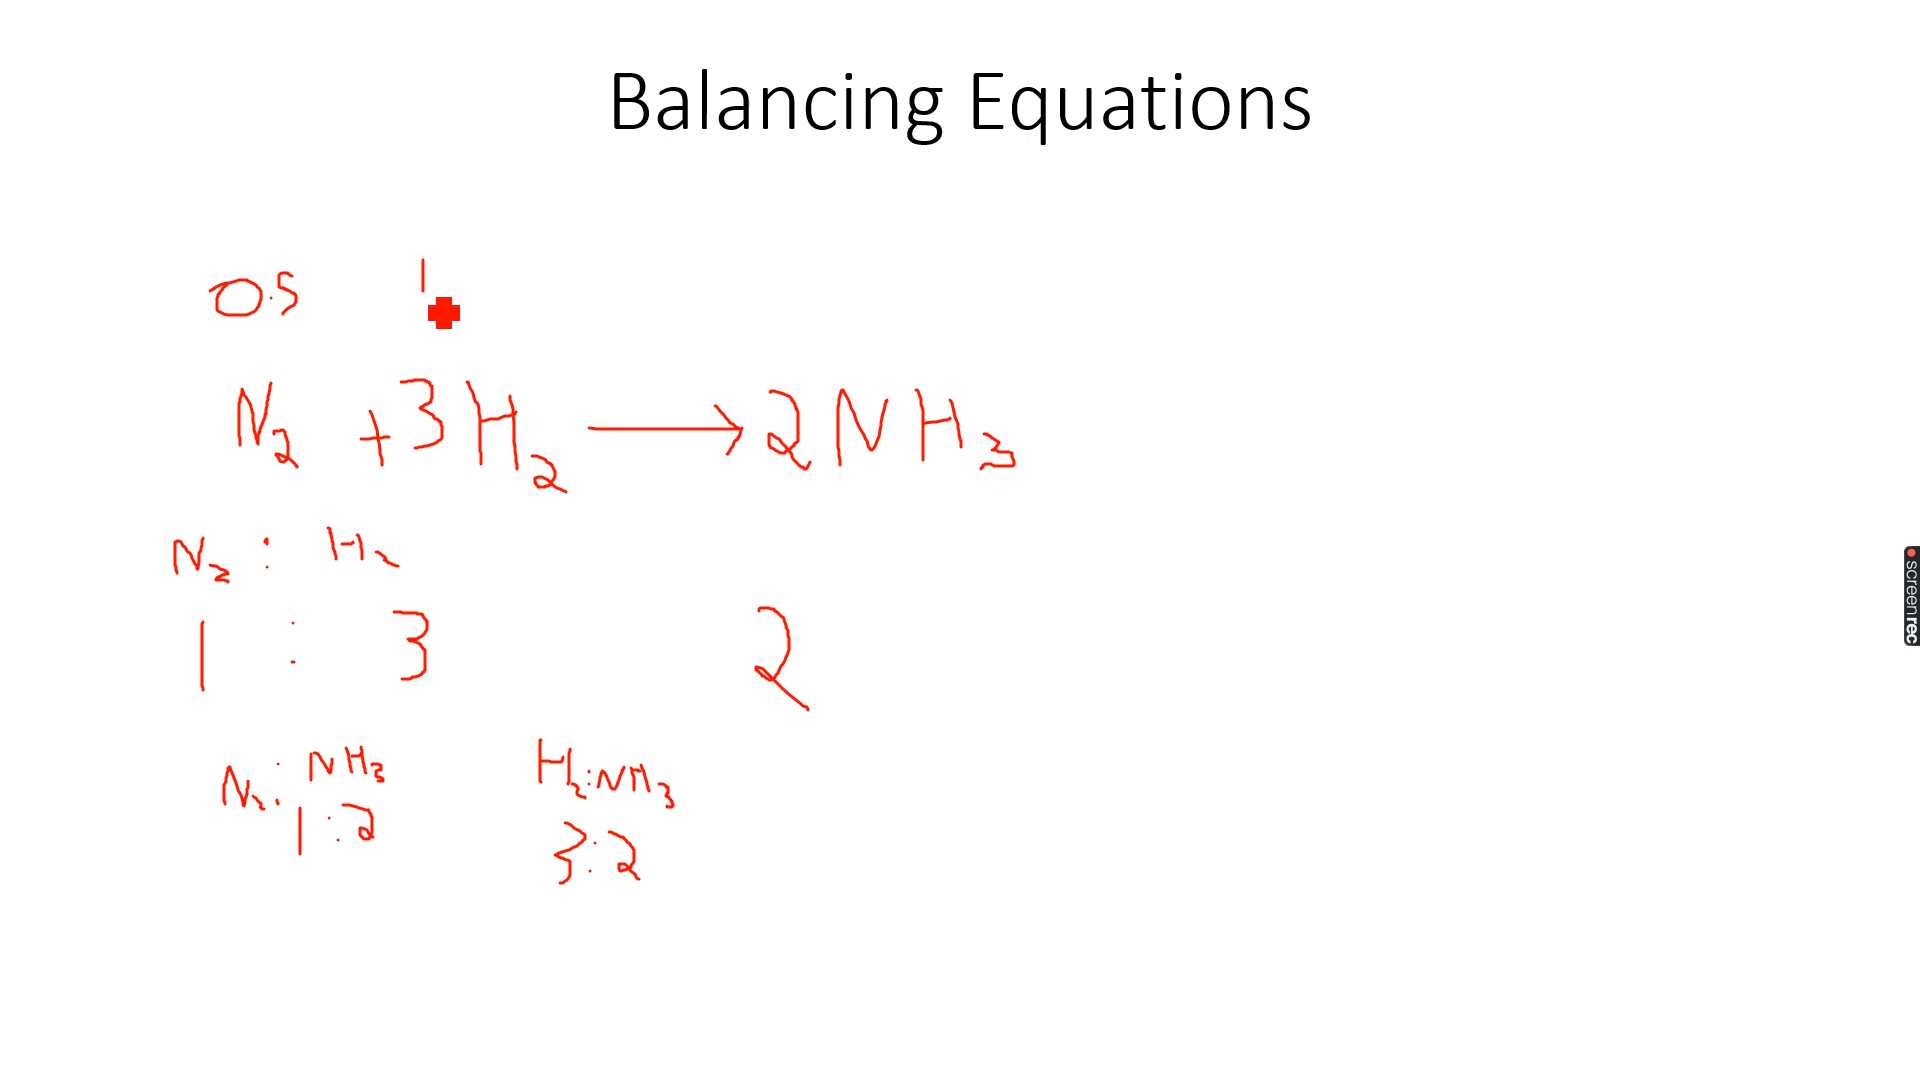 Balancing Equations
0.5 1
N₂ + 3H₂ ⟶ 2NH₃
N₂ : H₂
1 : 3 2
N₂ : NH₃ H₂ : NH₃
1 : 2 3 : 2
screenrec